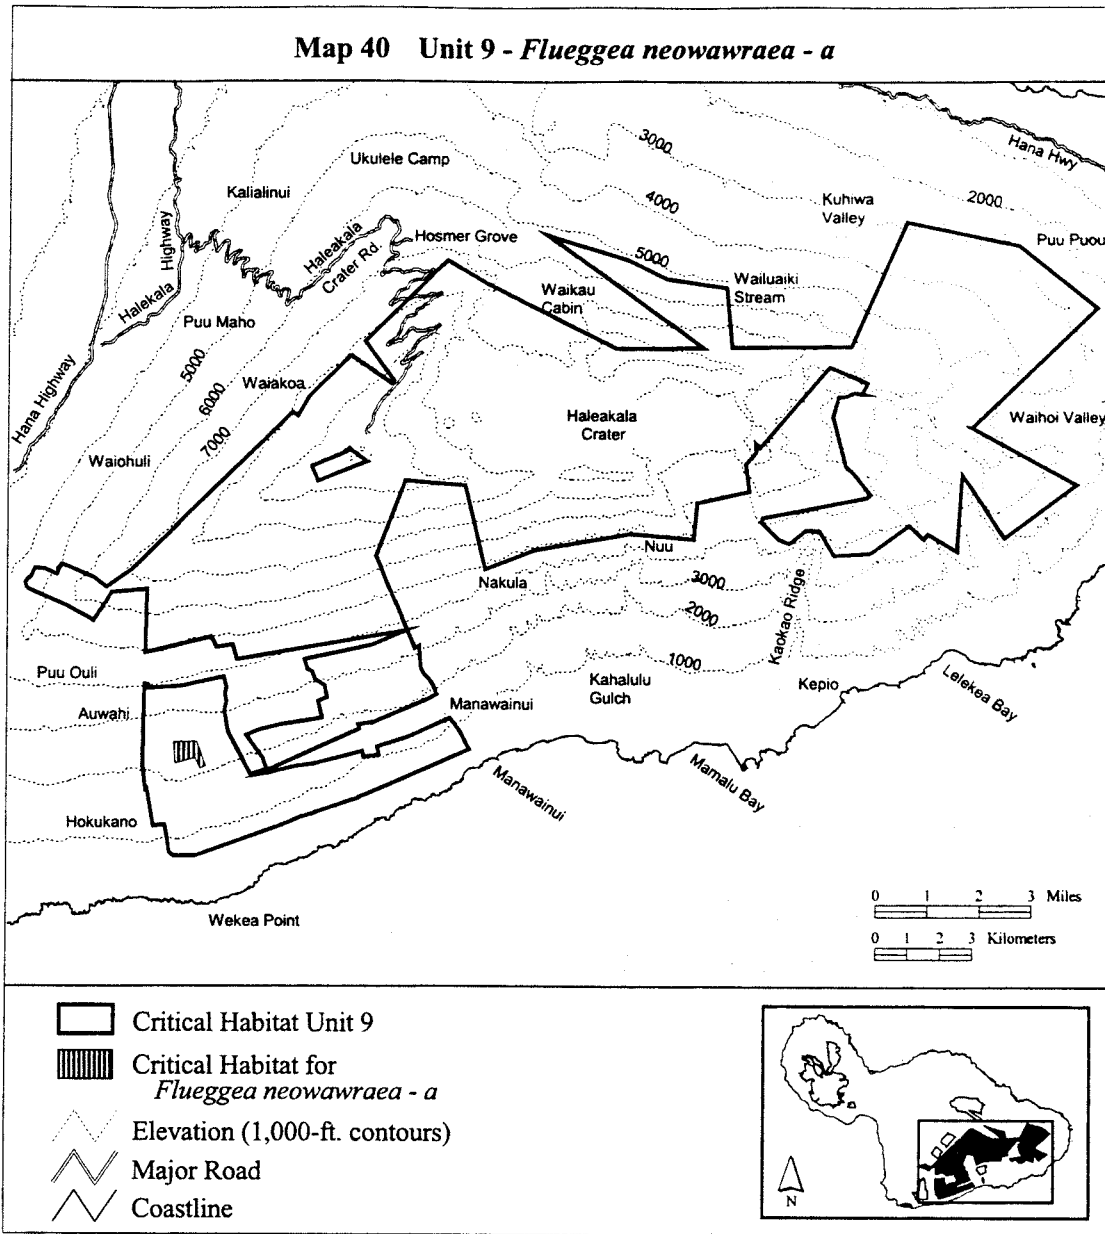 Map 40 Unit 9 - Flueggea neowawraea - a
3000
Hana Hwy
Ukulele Camp
Kalialinui
4000
Kuhiwa
Valley
2000
Highway
Haleakala
Crater Rd.
Hosmer Grove
Puu Puou
5000
Waikau
Cabin
Wailuaiki
Stream
Halekala
Puu Maho
Hana Highway
5000
6000
7000
Waiakoa
Haleakala
Crater
Waihoi Valley
Waiohuli
Nuu
Nakula
3000
2000
1000
Kaokao Ridge
Puu Ouli
Auwahi
Manawainui
Kahalulu
Gulch
Kepio
Lelekea Bay
Mamalu Bay
Manawainui
Hokukano
Wekea Point
0 1 2 3 Miles
0 1 2 3 Kilometers
Critical Habitat Unit 9
Critical Habitat for
Flueggea neowawraea - a
Elevation (1,000-ft. contours)
Major Road
Coastline
N